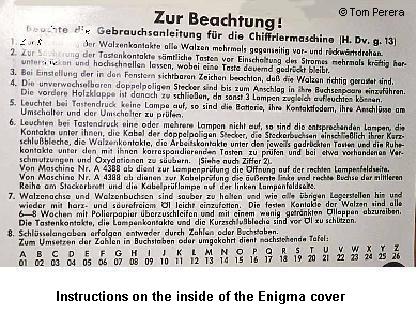 © Tom Perera
Zur Beachtung!
Beachte die Gebrauchsanleitung für die Chiffriermaschine (H. Dv. g. 13)
1. der Walzenkontakte alle Walzen mehrmals gegenseitig vor- und rückwärtsdrehen.
2. Zur Säuberung der Tastenkontakte sämtliche Tasten vor Einschaltung des Stromes mehrmals kräftig her-
unterdrücken und hochschnellen lassen, wobei eine Taste dauernd gedrückt bleibt.
3. Bei Einstellung der in den Fenstern sichtbaren Zeichen beachten, daß die Walzen richtig gerastet sind.
4. Die unverwechselbaren doppelpoligen Stecker sind bis zum Anschlag in ihre Buchsenpaare einzuführen.
Die vordere Holzklappe ist danach zu schließen, da sonst 3 Lampen zugleich aufleuchten können.
5. Leuchtet bei Tastendruck keine Lampe auf, so sind die Batterie, ihre Kontaktfedern, ihre Anschlüsse am
Umschalter und der Umschalter zu prüfen.
6. Leuchten bei Tastendruck eine oder mehrere Lampen nicht auf, so sind die entsprechenden Lampen, die
Kontakte unter ihnen, die Kabel der doppelpoligen Stecker, die Steckerbuchsen einschließlich ihrer Kurz-
schlußbleche, die Walzenkontakte, die Arbeitskontakte unter den jeweils gedrückten Tasten und die Ruhe-
kontakte unter den mit ihnen korrespondierenden Tasten zu prüfen und bei etwa vorhandenen Ver-
schmutzungen und Oxydationen zu säubern. (Siehe auch Ziffer 2).
Von Maschine Nr. A 4388 ab dient zur Lampenprüfung die Öffnung auf der rechten Lampenfeldseite.
Von Maschine Nr. A 4388 ab dienen zur Kabelprüfung die äußerste linke und rechte Buchse der mittleren
Reihe am Steckerbrett und die Kabelprüflampe auf der linken Lampenfeldseite.
7. Walzenachse und Walzenbuchsen sind sauber zu halten und wie alle übrigen Lagerstellen hin und
wieder mit harz- und säurefreiem Öl leicht einzufetten. Die festen Kontakte der Walzen sind alle
6—8 Wochen mit Polierpapier überzuschleifen und mit einem wenig getränkten Öllappen abzureiben.
Die Tastenkontakte, die Lampenkontakte und die Kurzschlußbleche sind vor Öl zu schützen.
8. Schlüsselangaben erfolgen entweder durch Zahlen oder Buchstaben.
Zum Umsetzen der Zahlen in Buchstaben oder umgekehrt dient nachstehende Tafel:
A B C D E F G H I J K L M N O P Q R S T U V W X Y Z
01 02 03 04 05 06 07 08 09 10 11 12 13 14 15 16 17 18 19 20 21 22 23 24 25 26
Instructions on the inside of the Enigma cover